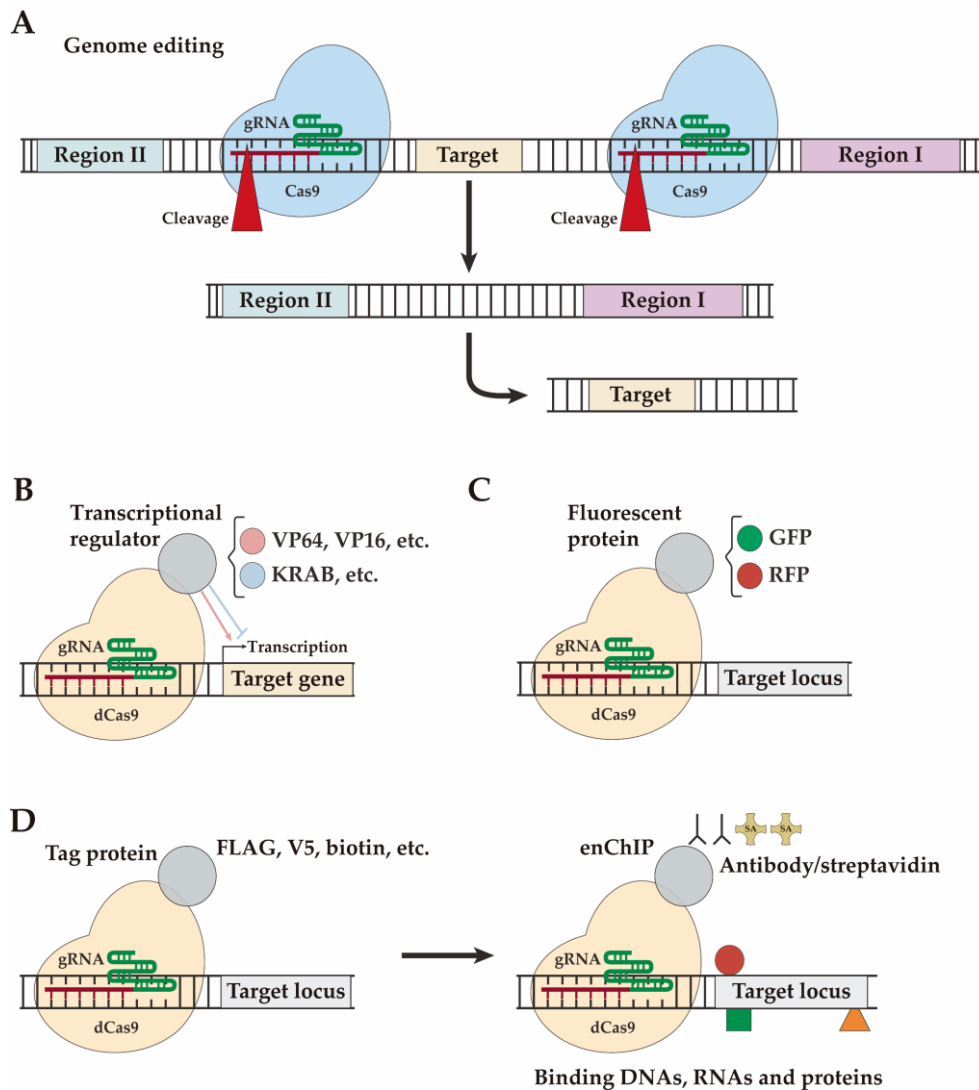 A
Genome editing
gRNA
gRNA
Region II
Target
Region I
Cas9
Cas9
Cleavage
Cleavage
Region II
Region I
Target
B
Transcriptional
regulator
VP64, VP16, etc.
KRAB, etc.
gRNA
Transcription
Target gene
dCas9
C
Fluorescent
protein
GFP
RFP
gRNA
Target locus
dCas9
D
Tag protein
FLAG, V5, biotin, etc.
gRNA
Target locus
dCas9
enChIP
SA
SA
Antibody/streptavidin
gRNA
Target locus
dCas9
Binding DNAs, RNAs and proteins